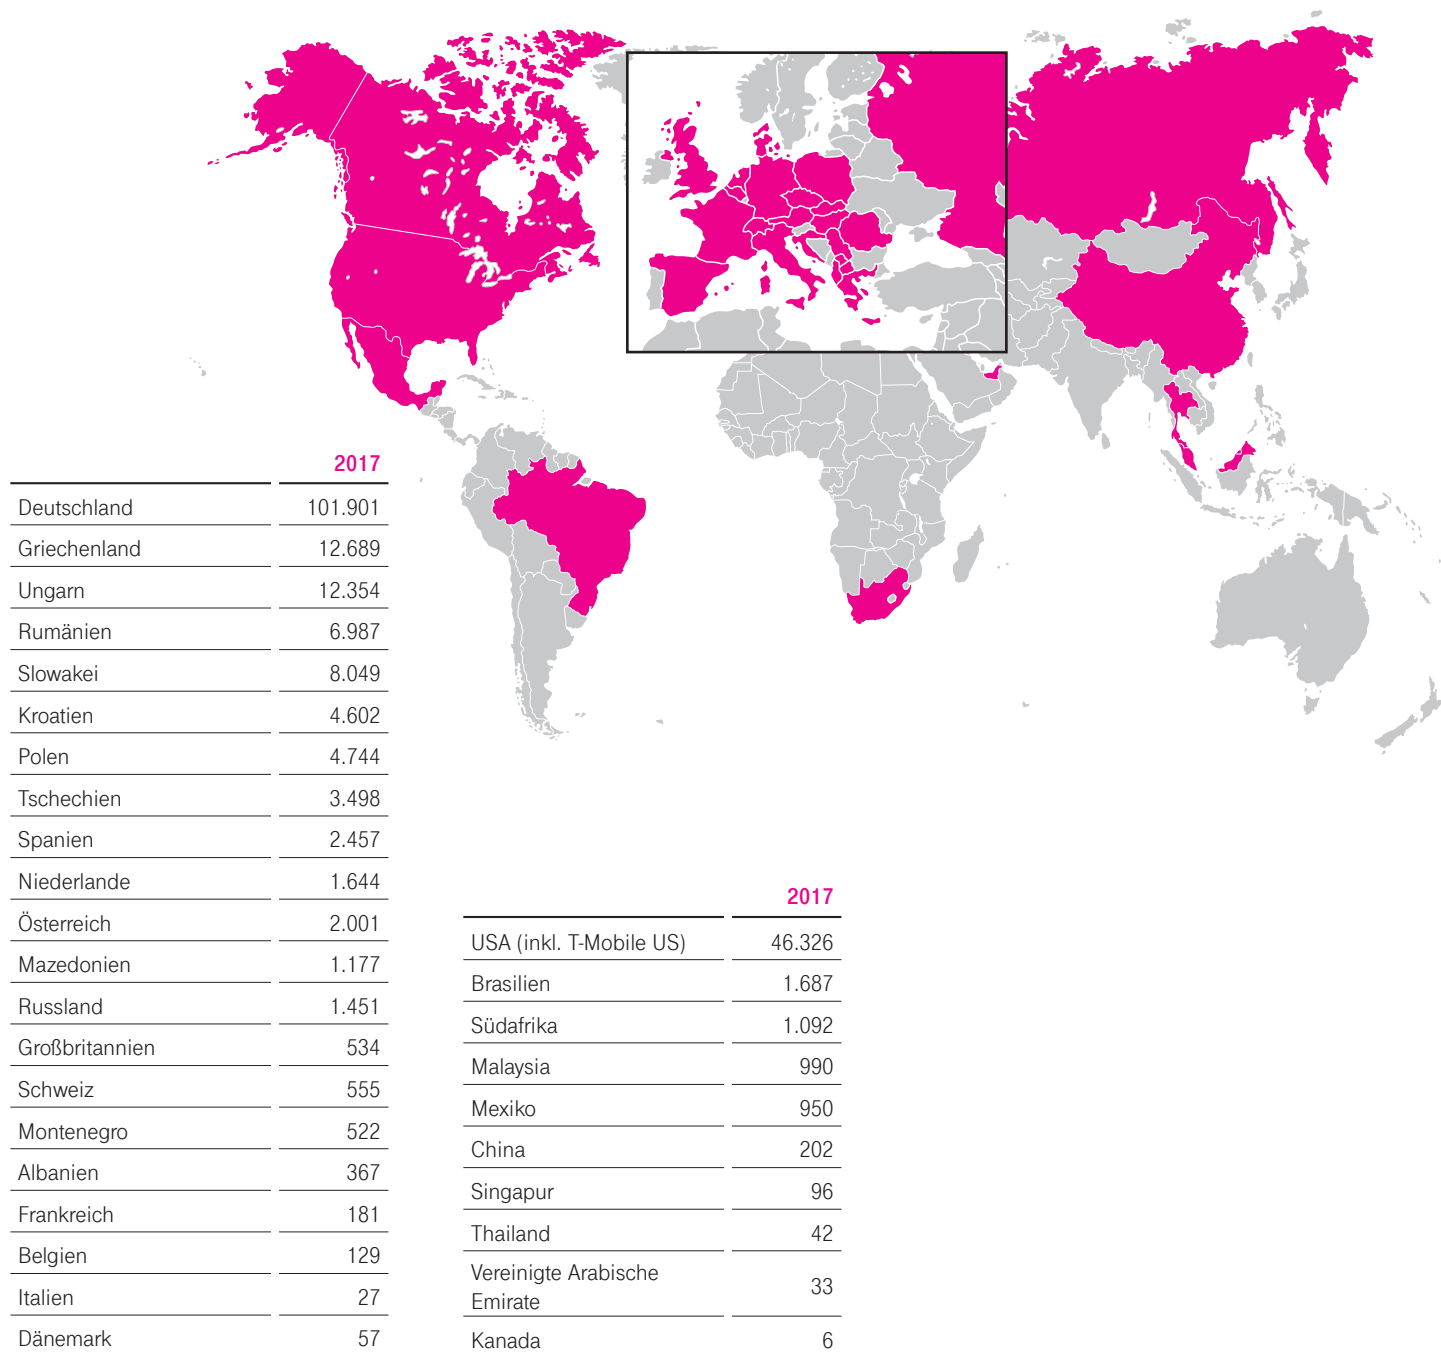 2017
Deutschland 101.901
Griechenland 12.689
Ungarn 12.354
Rumänien 6.987
Slowakei 8.049
Kroatien 4.602
Polen 4.744
Tschechien 3.498
Spanien 2.457
Niederlande 1.644
Österreich 2.001
Mazedonien 1.177
Russland 1.451
Großbritannien 534
Schweiz 555
Montenegro 522
Albanien 367
Frankreich 181
Belgien 129
Italien 27
Dänemark 57
2017
USA (inkl. T-Mobile US) 46.326
Brasilien 1.687
Südafrika 1.092
Malaysia 990
Mexiko 950
China 202
Singapur 96
Thailand 42
Vereinigte Arabische
Emirate 33
Kanada 6